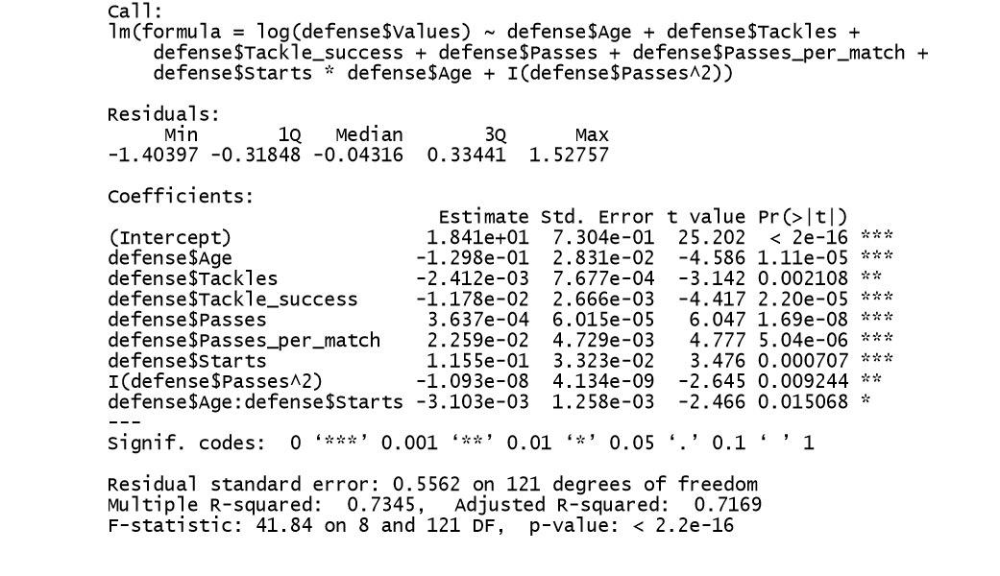 Call:
lm(formula = log(defense$Values) ~ defense$Age + defense$Tackles +
    defense$Tackle_success + defense$Passes + defense$Passes_per_match +
    defense$Starts * defense$Age + I(defense$Passes^2))

Residuals:
     Min       1Q   Median       3Q      Max
-1.40397 -0.31848 -0.04316  0.33441  1.52757

Coefficients:
                             Estimate Std. Error t value Pr(>|t|)
(Intercept)                 1.841e+01  7.304e-01  25.202  < 2e-16 ***
defense$Age                -1.298e-01  2.831e-02  -4.586 1.11e-05 ***
defense$Tackles            -2.412e-03  7.677e-04  -3.142 0.002108 **
defense$Tackle_success     -1.178e-02  2.666e-03  -4.417 2.20e-05 ***
defense$Passes              3.637e-04  6.015e-05   6.047 1.69e-08 ***
defense$Passes_per_match    2.259e-02  4.729e-03   4.777 5.04e-06 ***
defense$Starts              1.155e-01  3.323e-02   3.476 0.000707 ***
I(defense$Passes^2)        -1.093e-08  4.134e-09  -2.645 0.009244 **
defense$Age:defense$Starts -3.103e-03  1.258e-03  -2.466 0.015068 *
---
Signif. codes:  0 ‘***’ 0.001 ‘**’ 0.01 ‘*’ 0.05 ‘.’ 0.1 ‘ ’ 1

Residual standard error: 0.5562 on 121 degrees of freedom
Multiple R-squared:  0.7345,	Adjusted R-squared:  0.7169
F-statistic: 41.84 on 8 and 121 DF,  p-value: < 2.2e-16